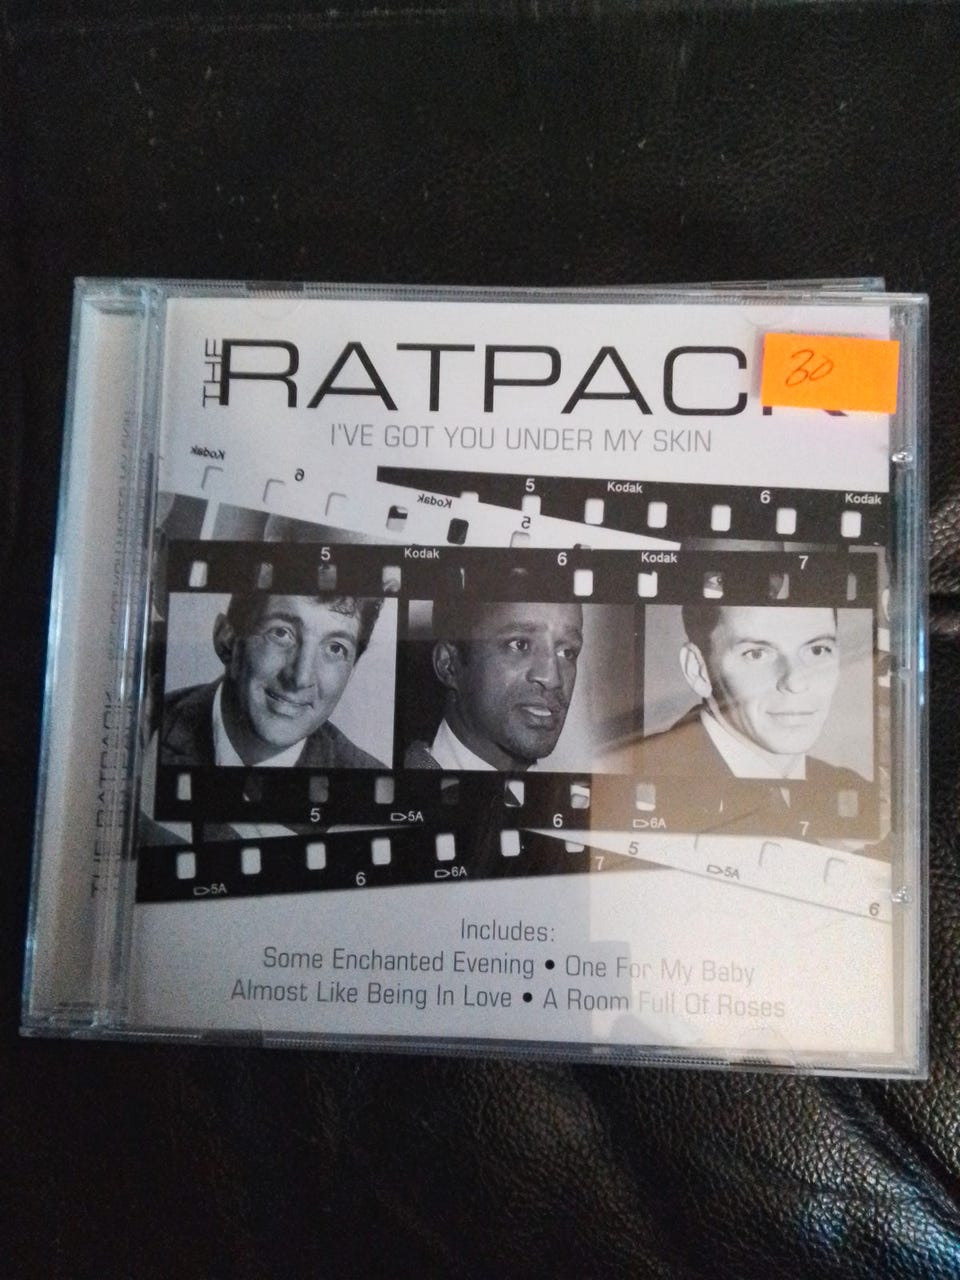 THE RATPACK
30
I'VE GOT YOU UNDER MY SKIN
Kodak 6 Kodak 5
5 Kodak 6 Kodak
5 Kodak 6 Kodak 7
5 5A 6 6A 7
5A 6 6A 7 5 5A 6
Includes:
Some Enchanted Evening • One For My Baby
Almost Like Being In Love • A Room Full Of Roses
THE RATPACK